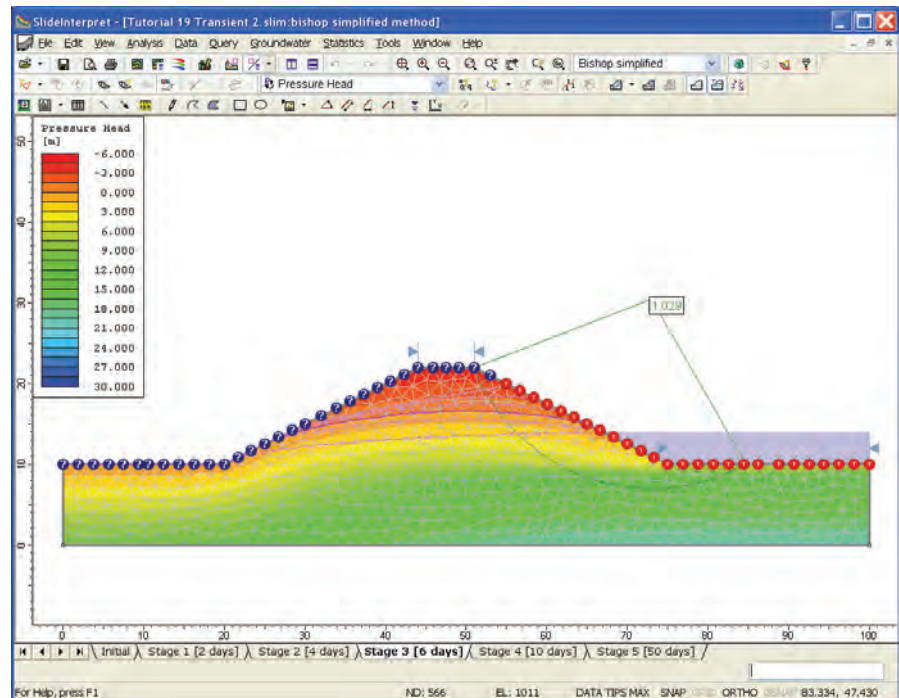 SlideInterpret - [Tutorial 19 Transient 2.slim:bishop simplified method]
File Edit View Analysis Data Query Groundwater Statistics Tools Window Help
Bishop simplified
Pressure Head
Pressure Head
[m]
-6.000
-3.000
0.000
3.000
6.000
9.000
12.000
15.000
18.000
21.000
24.000
27.000
30.000
50
40
30
20
10
0
1.029
0 10 20 30 40 50 60 70 80 90 100
Initial Stage 1 [2 days] Stage 2 [4 days] Stage 3 [6 days] Stage 4 [10 days] Stage 5 [50 days]
For Help, press F1 ND: 566 EL: 1011 DATA TIPS MAX SNAP GRID ORTHO OSNAP 83.334, 47.430